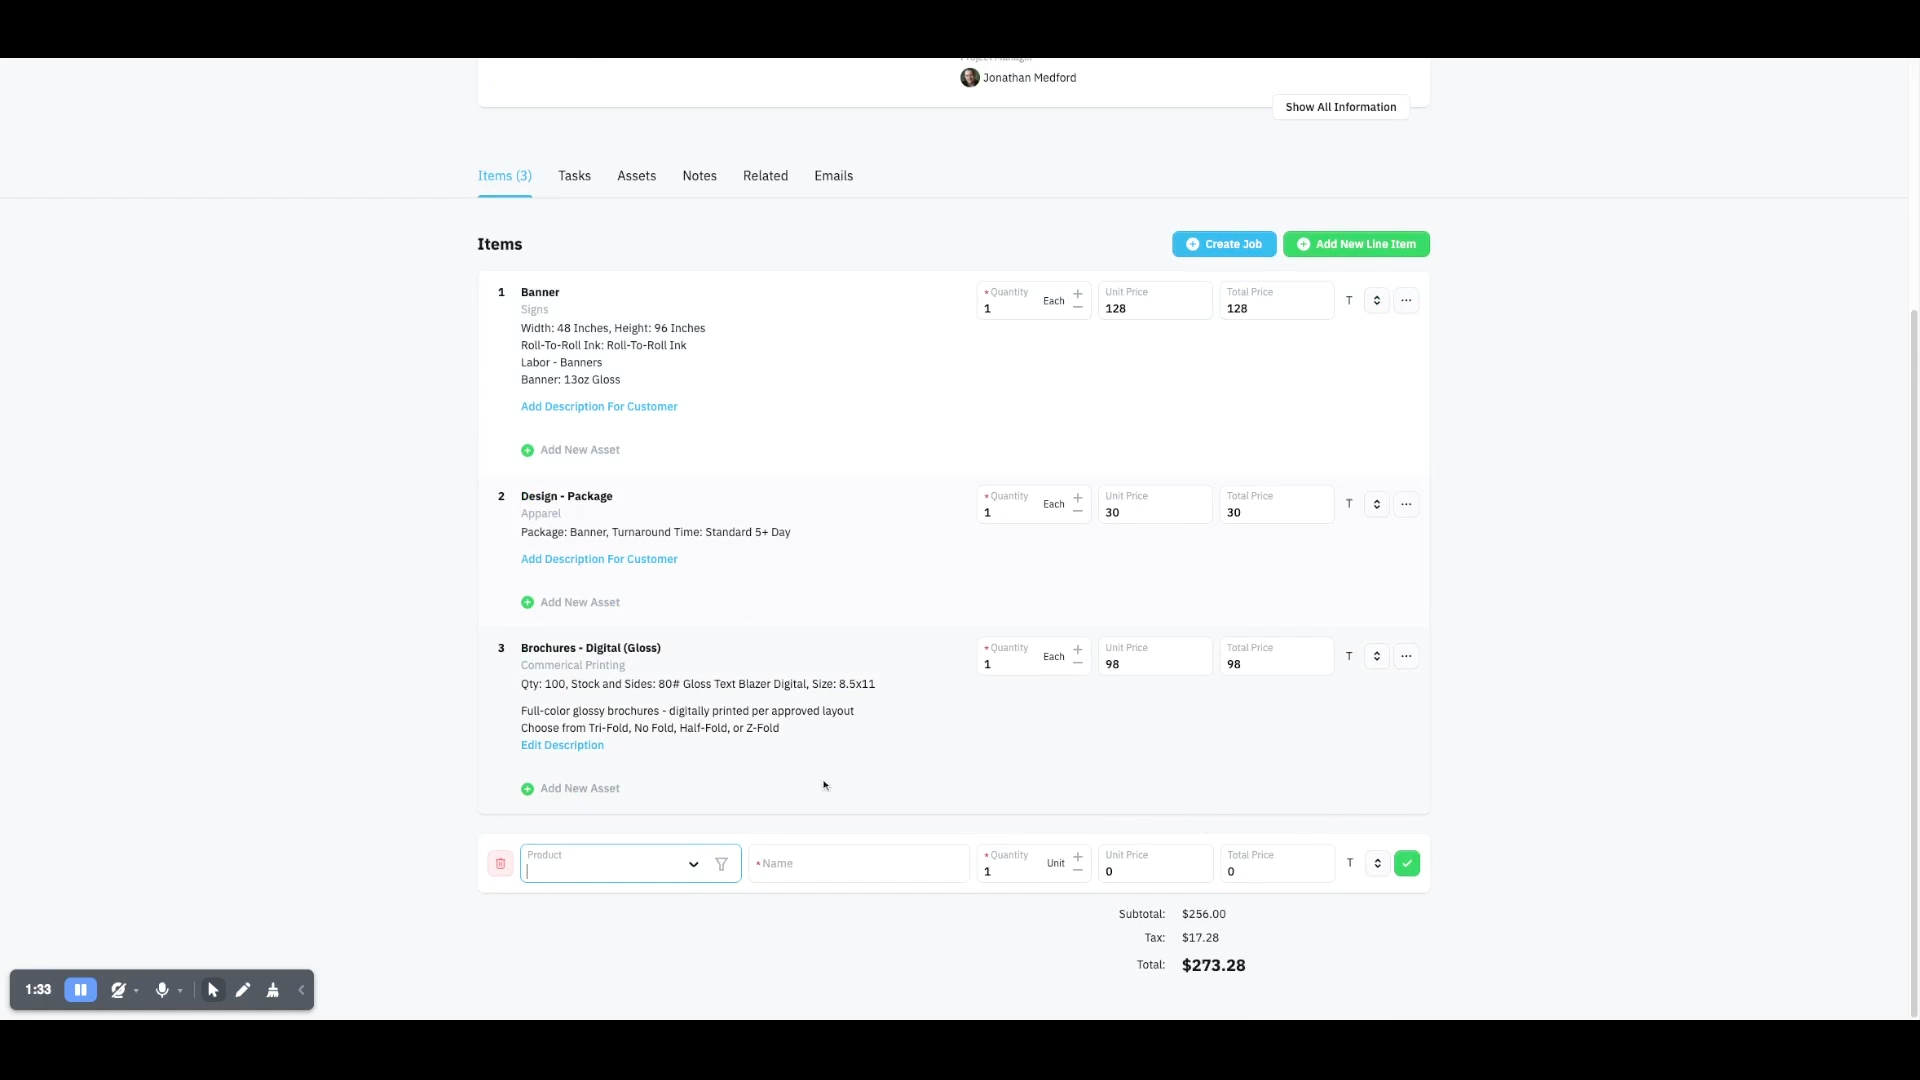 Project Manager
Jonathan Medford
Show All Information
Items (3) Tasks Assets Notes Related Emails
Items
Create Job
Add New Line Item
1 Banner
Signs
Width: 48 Inches, Height: 96 Inches
Roll-To-Roll Ink: Roll-To-Roll Ink
Labor - Banners
Banner: 13oz Gloss
Add Description For Customer
Add New Asset
* Quantity
1
Each
Unit Price
128
Total Price
128
T
2 Design - Package
Apparel
Package: Banner, Turnaround Time: Standard 5+ Day
Add Description For Customer
Add New Asset
* Quantity
1
Each
Unit Price
30
Total Price
30
T
3 Brochures - Digital (Gloss)
Commerical Printing
Qty: 100, Stock and Sides: 80# Gloss Text Blazer Digital, Size: 8.5x11
Full-color glossy brochures - digitally printed per approved layout
Choose from Tri-Fold, No Fold, Half-Fold, or Z-Fold
Edit Description
Add New Asset
* Quantity
1
Each
Unit Price
98
Total Price
98
T
Product
* Name
* Quantity
1
Unit
Unit Price
0
Total Price
0
T
Subtotal: $256.00
Tax: $17.28
Total: $273.28
1:33